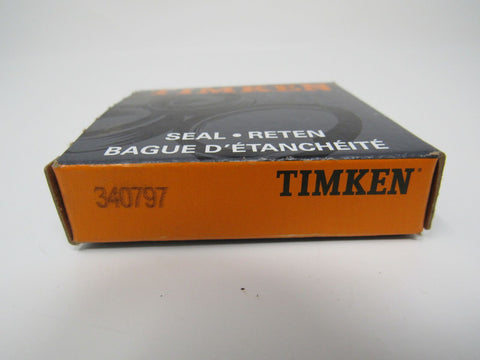 TIMKEN
SEAL • RETEN
BAGUE D'ÉTANCHÉITÉ
340797
TIMKEN